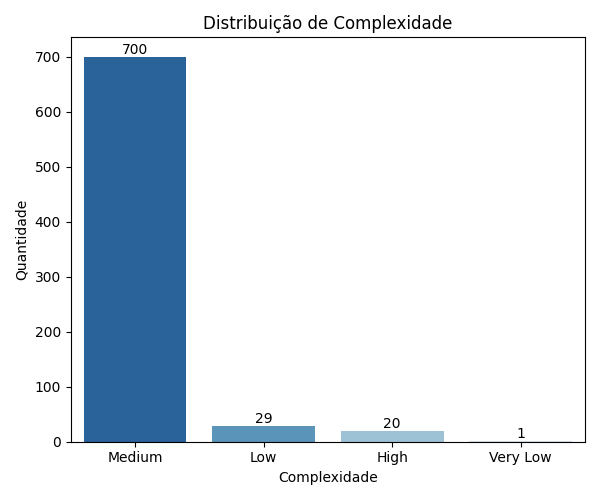 Distribuição de Complexidade
Quantidade
700
600
500
400
300
200
100
0
700
29
20
1
Medium
Low
High
Very Low
Complexidade